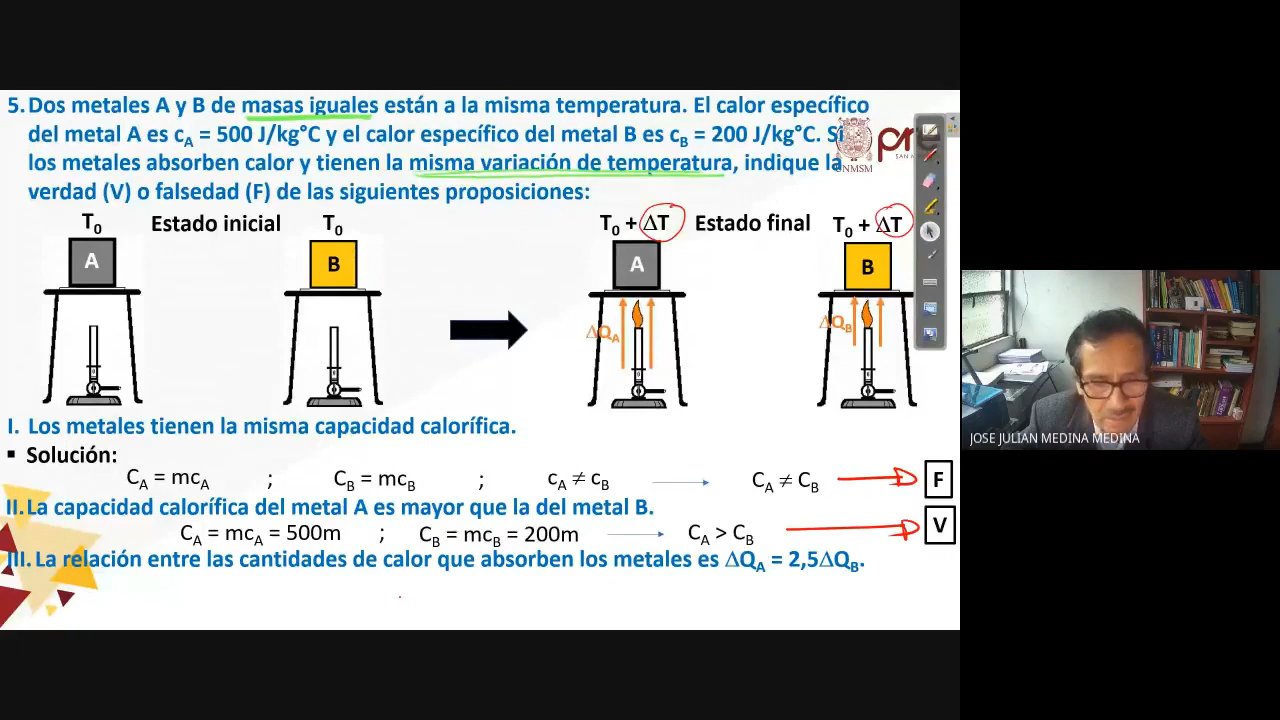 5. Dos metales A y B de masas iguales están a la misma temperatura. El calor específico
del metal A es cA = 500 J/kg°C y el calor específico del metal B es cB = 200 J/kg°C. Si
los metales absorben calor y tienen la misma variación de temperatura, indique la
verdad (V) o falsedad (F) de las siguientes proposiciones:
UNMSM
pre
T0 Estado inicial T0
T0 + ΔT Estado final T0 + ΔT
A B A B
ΔQA ΔQB
I. Los metales tienen la misma capacidad calorífica.
▪ Solución:
CA = mcA ; CB = mcB ; cA ≠ cB → CA ≠ CB F
II. La capacidad calorífica del metal A es mayor que la del metal B.
CA = mcA = 500m ; CB = mcB = 200m → CA > CB V
III. La relación entre las cantidades de calor que absorben los metales es ΔQA = 2,5ΔQB.
JOSE JULIAN MEDINA MEDINA